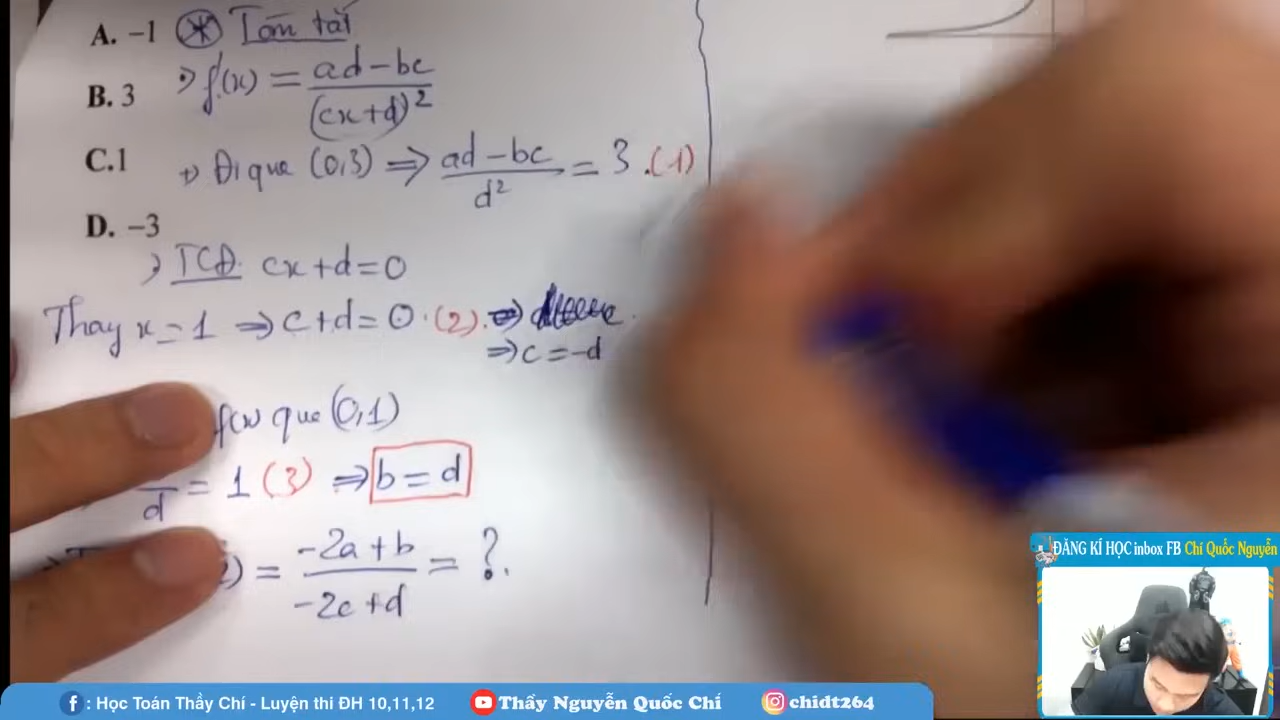 A. −1 ⊛ Tóm tắt
B. 3
+) f'(x) = ad−bc / (cx+d)²
C.1
+) Đi qua (0,3) ⇒ ad−bc / d² = 3 .(1)
D. −3
TCĐ cx+d=0
Thay x=1 ⇒ c+d=0.(2). ⇒
⇒ c=−d
f(x) qua (0,1)
/ d = 1 (3) ⇒ b=d
) = −2a+b / −2c+d = ?.
ĐĂNG KÍ HỌC inbox FB Chí Quốc Nguyễn
: Học Toán Thầy Chí - Luyện thi ĐH 10,11,12
Thầy Nguyễn Quốc Chí
chidt264